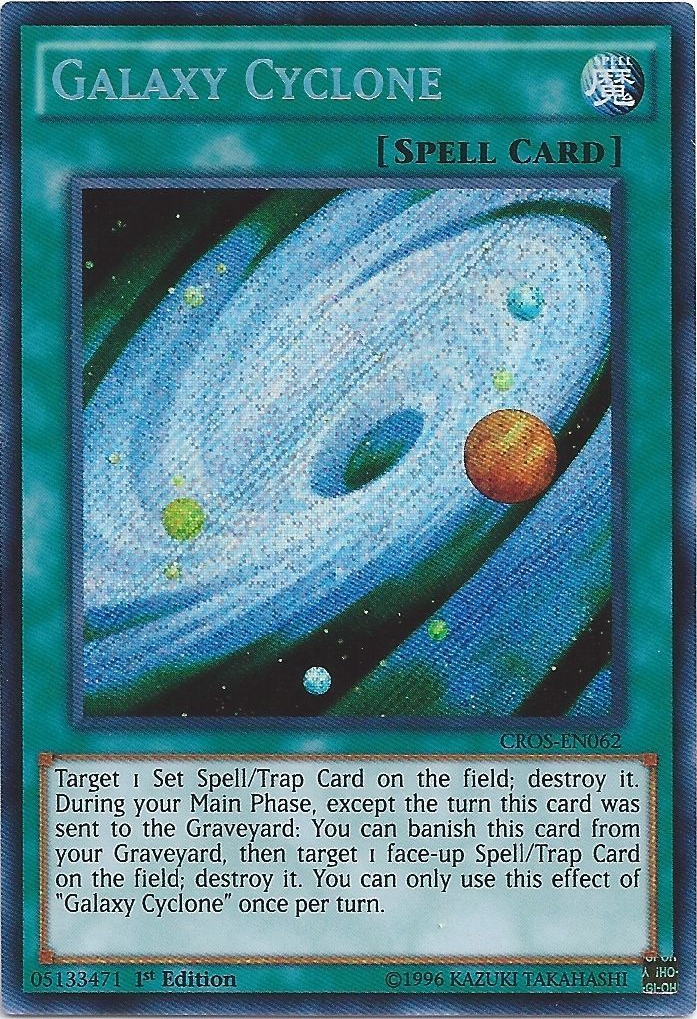 GALAXY CYCLONE
SPELL
魔
[SPELL CARD]
CROS-EN062
Target 1 Set Spell/Trap Card on the field; destroy it.
During your Main Phase, except the turn this card was
sent to the Graveyard: You can banish this card from
your Graveyard, then target 1 face-up Spell/Trap Card
on the field; destroy it. You can only use this effect of
"Galaxy Cyclone" once per turn.
05133471 1st Edition
©1996 KAZUKI TAKAHASHI